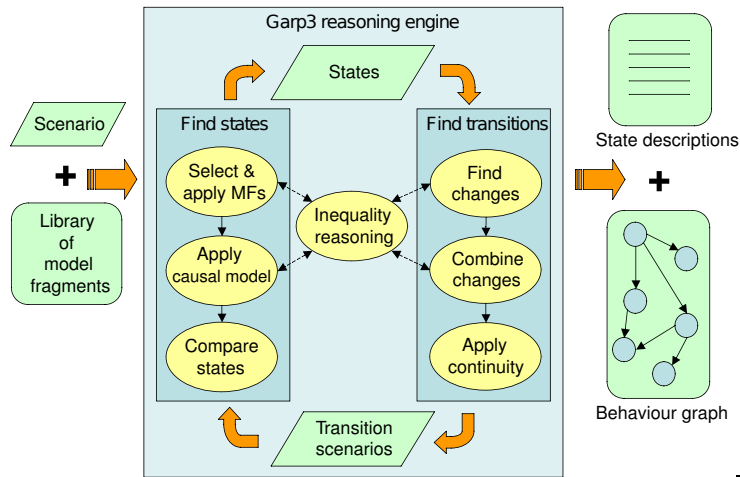 Garp3 reasoning engine
Scenario
+
Library
of
model
fragments
States
Find states
Select &
apply MFs
Apply
causal model
Compare
states
Inequality
reasoning
Find transitions
Find
changes
Combine
changes
Apply
continuity
Transition
scenarios
State descriptions
+
Behaviour graph